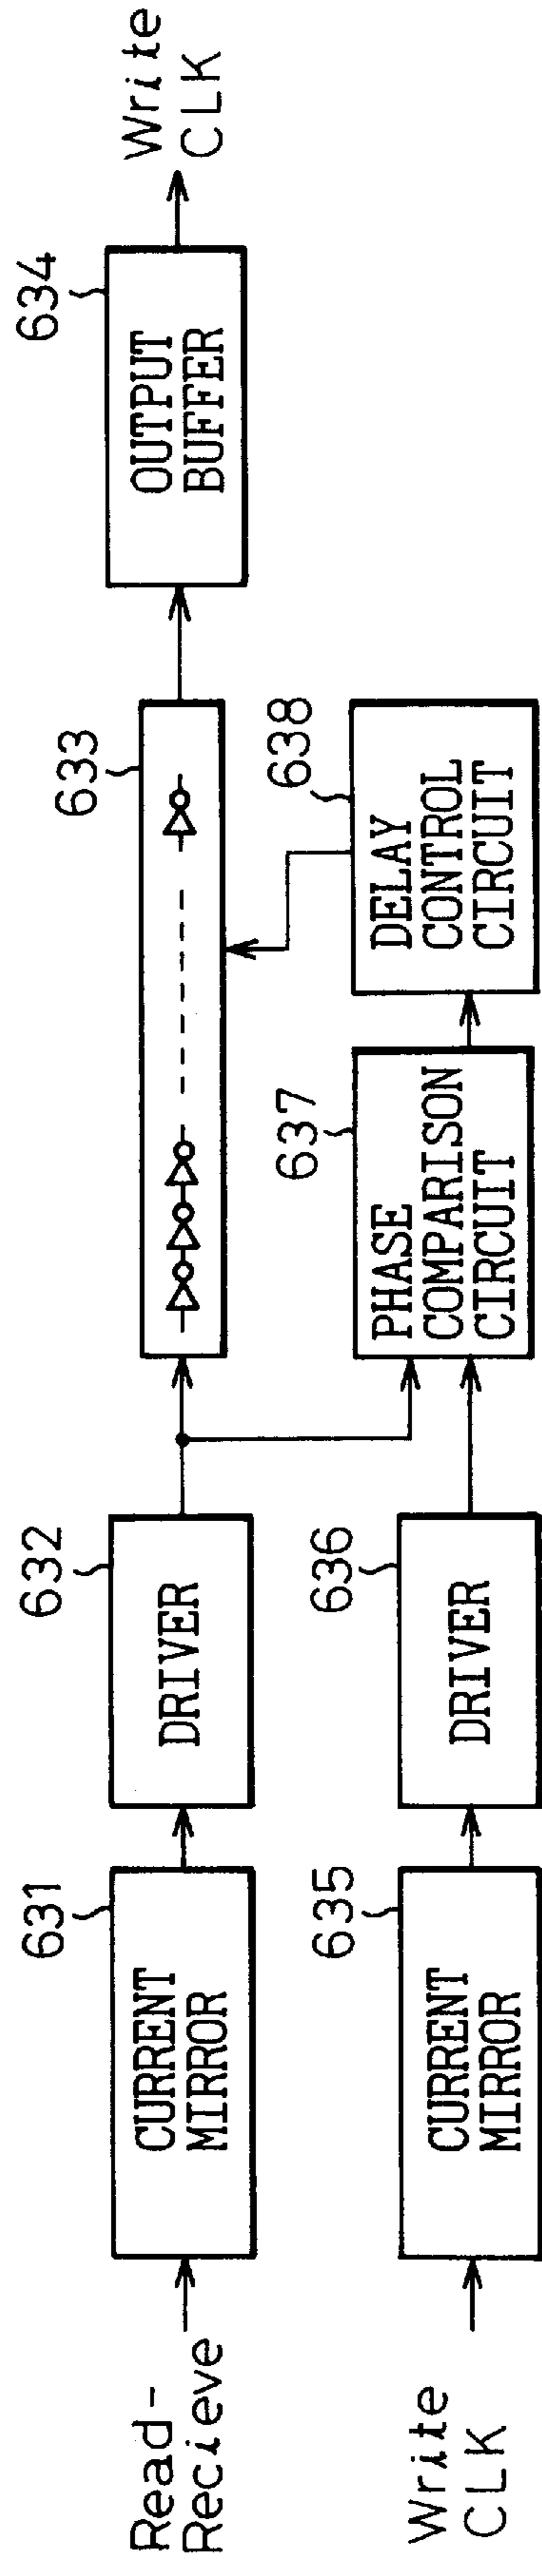 Read-
Recieve
631
CURRENT
MIRROR
632
DRIVER
633
634
OUTPUT
BUFFER
Write
CLK
Write
CLK
635
CURRENT
MIRROR
636
DRIVER
637
PHASE
COMPARISON
CIRCUIT
638
DELAY
CONTROL
CIRCUIT